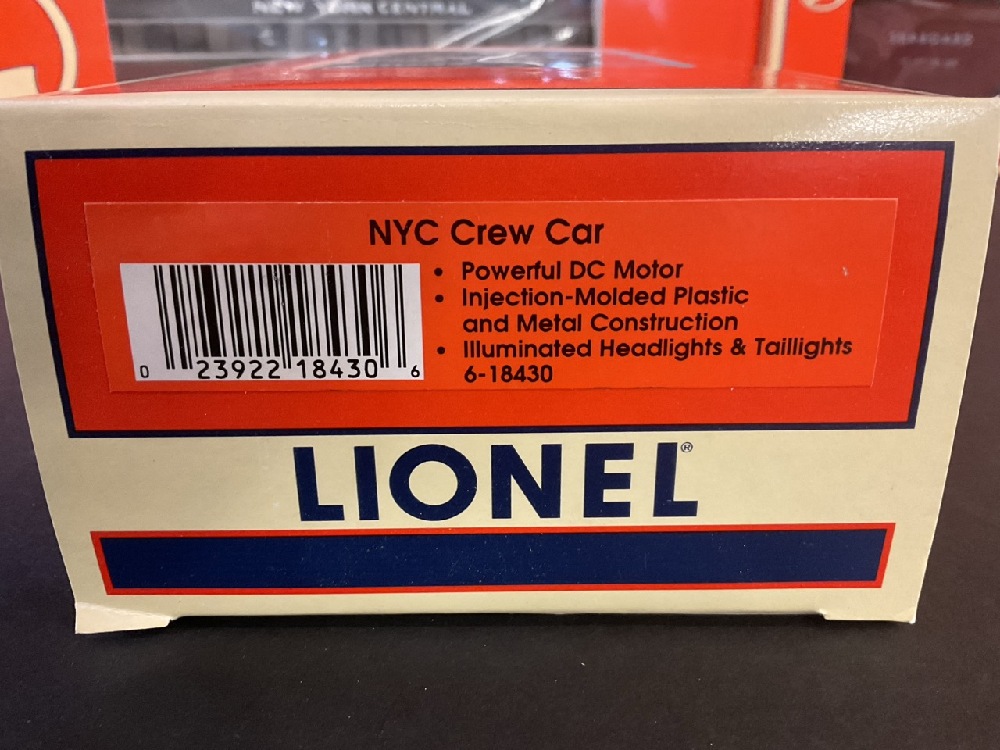 NEW YORK CENTRAL
SEABOARD
NYC Crew Car
• Powerful DC Motor
• Injection-Molded Plastic
and Metal Construction
• Illuminated Headlights & Taillights
6-18430
0 23922 18430 6
LIONEL®